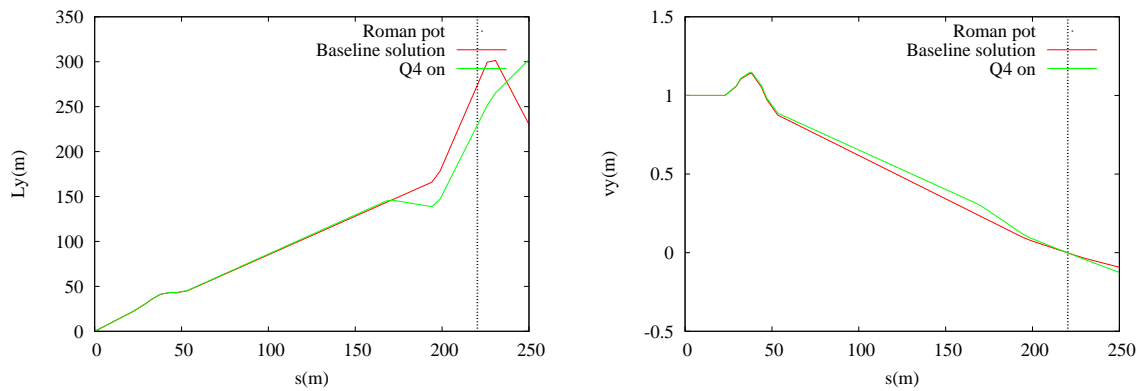 350
300
250
200
150
100
50
0
Ly(m)
Roman pot
Baseline solution
Q4 on
0 50 100 150 200 250
s(m)
1.5
1
0.5
0
-0.5
vy(m)
Roman pot
Baseline solution
Q4 on
0 50 100 150 200 250
s(m)